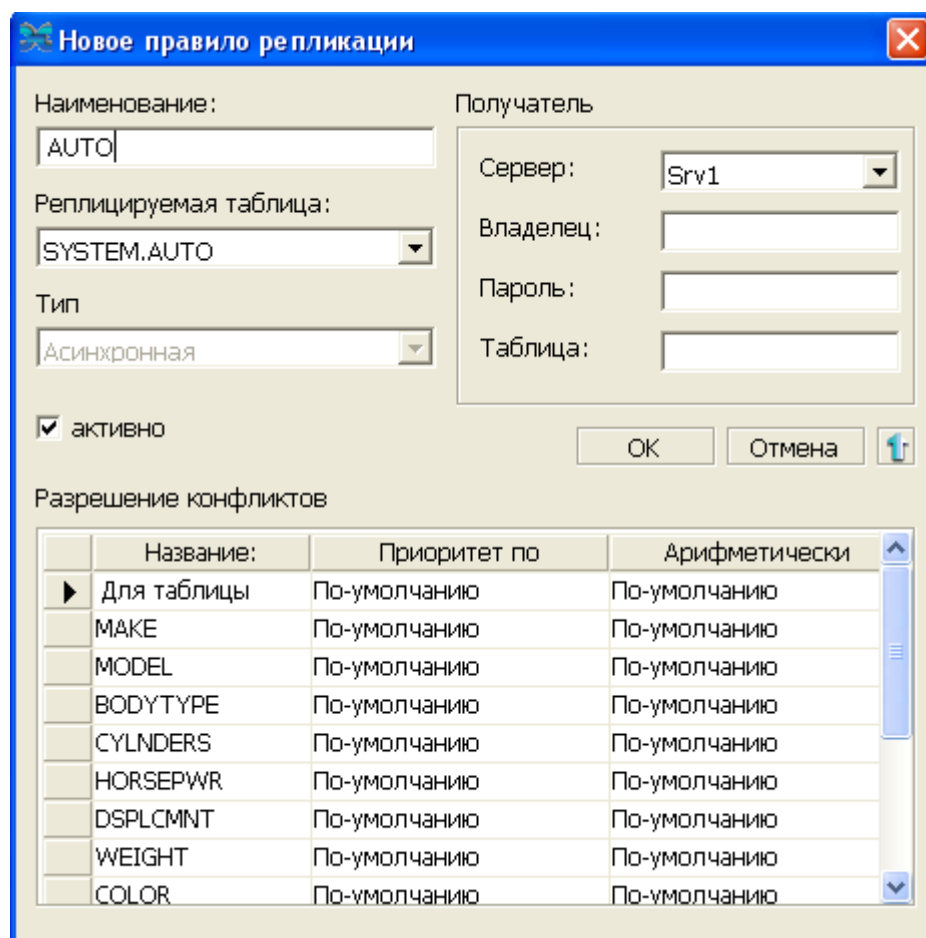 Новое правило репликации
Наименование:
AUTO
Реплицируемая таблица:
SYSTEM.AUTO
Тип
Асинхронная
активно
Получатель
Сервер: Srv1
Владелец:
Пароль:
Таблица:
OK Отмена
Разрешение конфликтов
Название: Приоритет по Арифметически
Для таблицы По-умолчанию По-умолчанию
MAKE По-умолчанию По-умолчанию
MODEL По-умолчанию По-умолчанию
BODYTYPE По-умолчанию По-умолчанию
CYLNDERS По-умолчанию По-умолчанию
HORSEPWR По-умолчанию По-умолчанию
DSPLCMNT По-умолчанию По-умолчанию
WEIGHT По-умолчанию По-умолчанию
COLOR По-умолчанию По-умолчанию